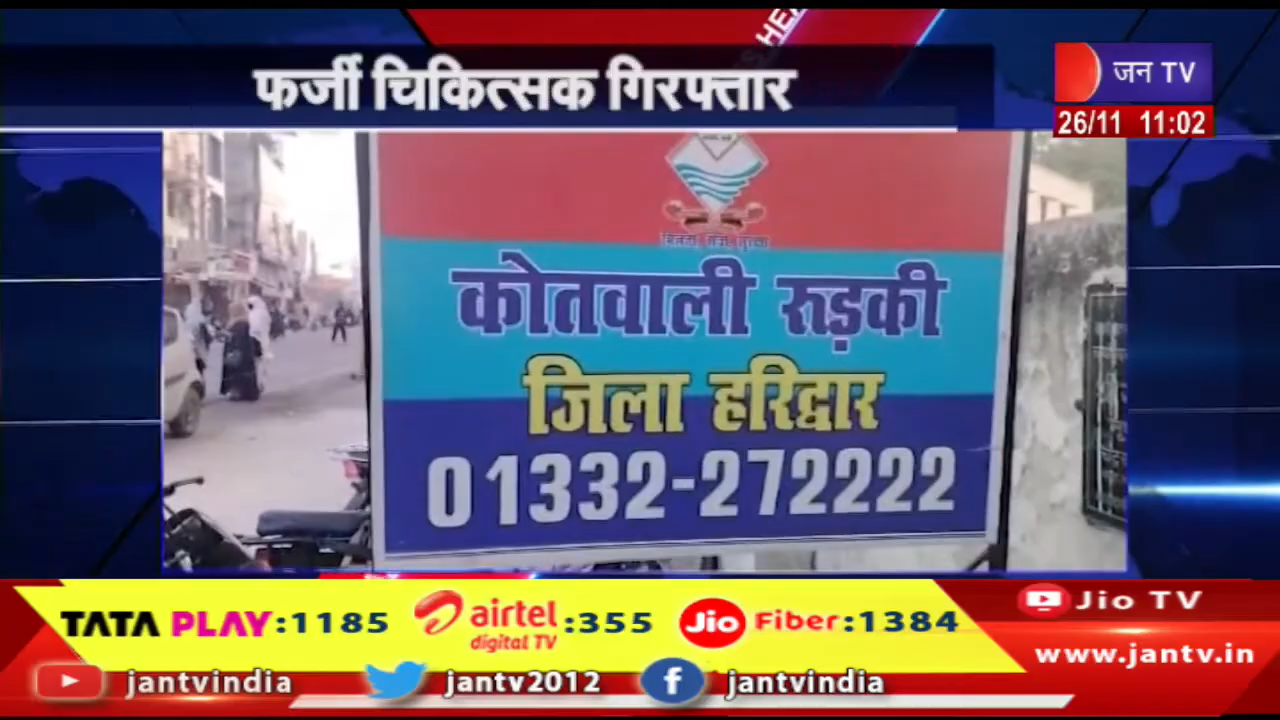 S HEA
फर्जी चिकित्सक गिरफ्तार
जन TV
26/11 11:02
कोतवाली रुड़की
जिला हरिद्वार
01332-272222
TATA PLAY:1185
airtel digital TV:355
Jio Fiber:1384
Jio TV
www.jantv.in
jantvindia
jantv2012
jantvindia